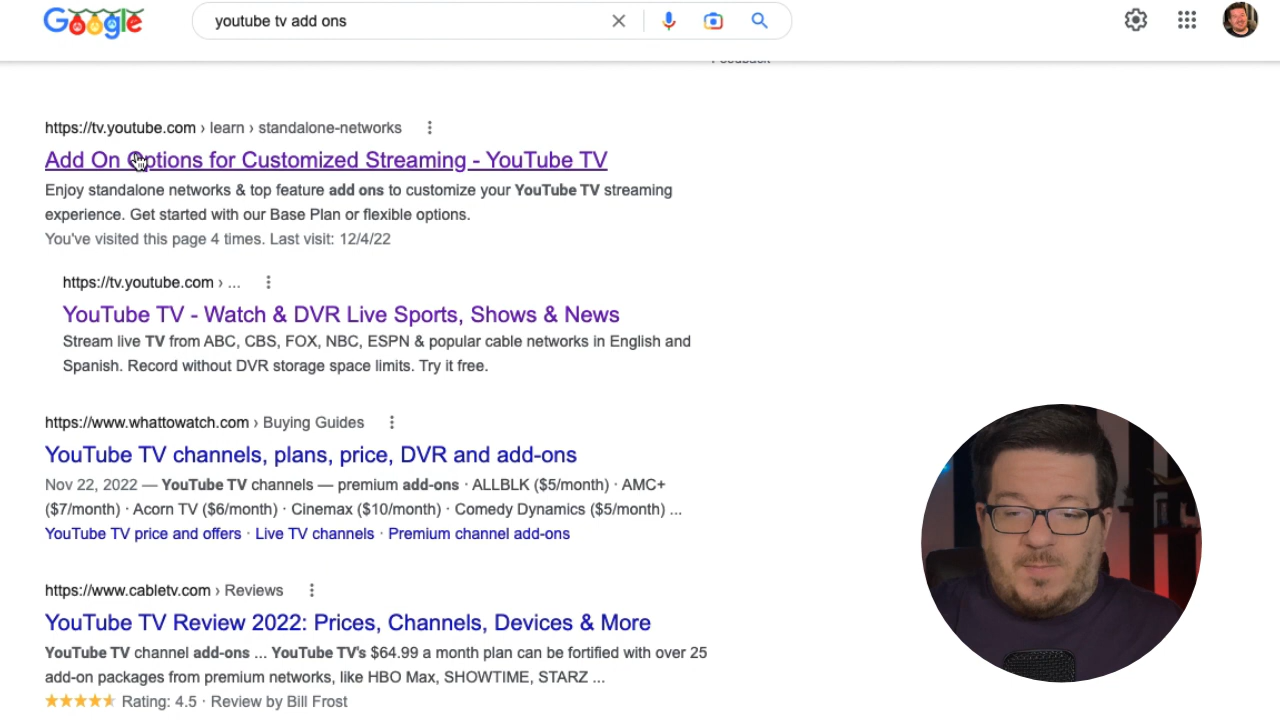 Google
youtube tv add ons
Feedback
https://tv.youtube.com › learn › standalone-networks
Add On Options for Customized Streaming - YouTube TV
Enjoy standalone networks & top feature add ons to customize your YouTube TV streaming
experience. Get started with our Base Plan or flexible options.
You've visited this page 4 times. Last visit: 12/4/22
https://tv.youtube.com › ...
YouTube TV - Watch & DVR Live Sports, Shows & News
Stream live TV from ABC, CBS, FOX, NBC, ESPN & popular cable networks in English and
Spanish. Record without DVR storage space limits. Try it free.
https://www.whattowatch.com › Buying Guides
YouTube TV channels, plans, price, DVR and add-ons
Nov 22, 2022 — YouTube TV channels — premium add-ons · ALLBLK ($5/month) · AMC+
($7/month) · Acorn TV ($6/month) · Cinemax ($10/month) · Comedy Dynamics ($5/month) ...
YouTube TV price and offers · Live TV channels · Premium channel add-ons
https://www.cabletv.com › Reviews
YouTube TV Review 2022: Prices, Channels, Devices & More
YouTube TV channel add-ons ... YouTube TV's $64.99 a month plan can be fortified with over 25
add-on packages from premium networks, like HBO Max, SHOWTIME, STARZ ...
Rating: 4.5 · Review by Bill Frost